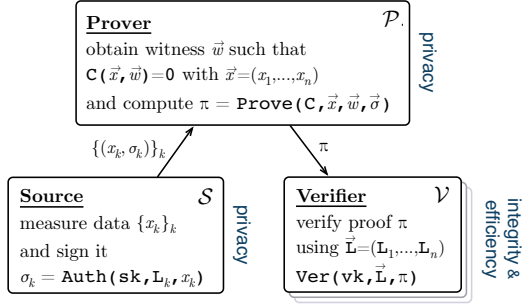 Prover 𝒫.
obtain witness w⃗ such that
C(x⃗,w⃗)=0 with x⃗=(x₁,...,xₙ)
and compute π = Prove(C,x⃗,w⃗,σ⃗)
privacy
{(xₖ,σₖ)}ₖ
π
Source 𝒮
measure data {xₖ}ₖ
and sign it
σₖ = Auth(sk,Lₖ,xₖ)
privacy
Verifier 𝒱
verify proof π
using L⃗=(L₁,...,Lₙ)
Ver(vk,L⃗,π)
integrity &
efficiency